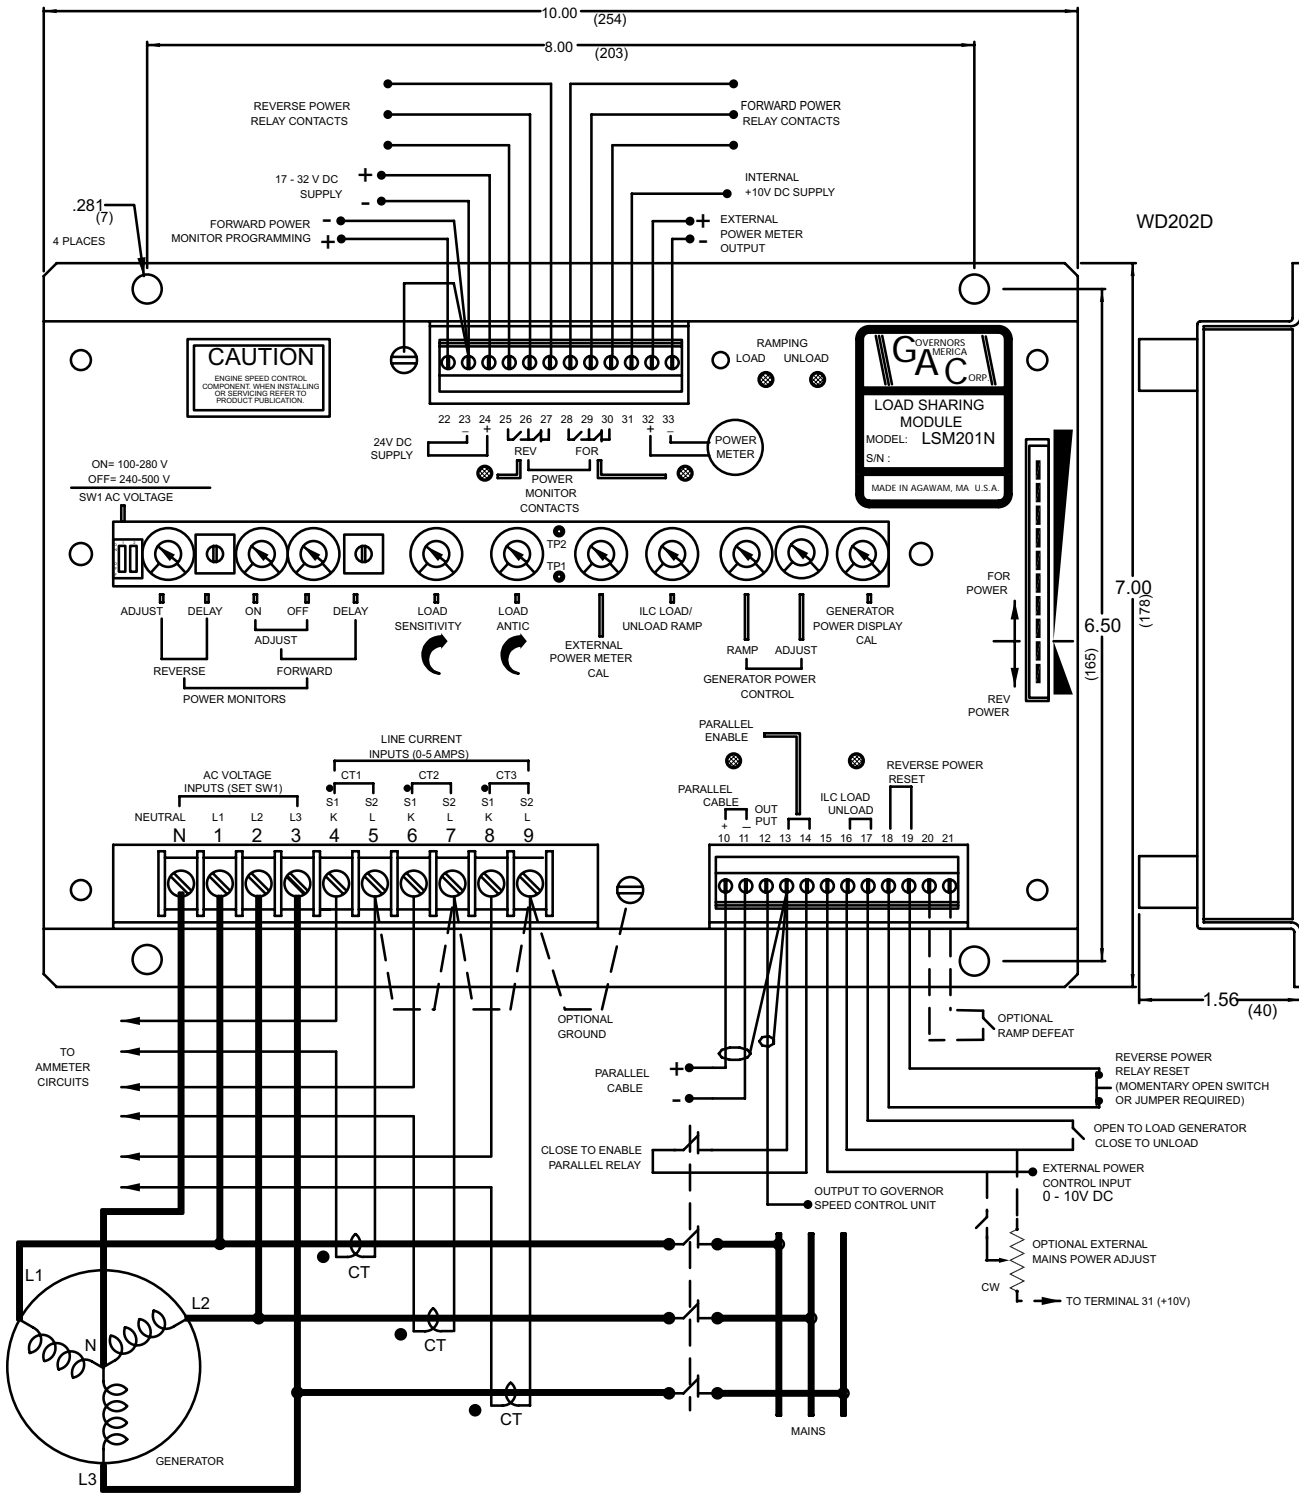 10.00 (254)
8.00 (203)
REVERSE POWER
RELAY CONTACTS
FORWARD POWER
RELAY CONTACTS
17 - 32 V DC
SUPPLY
+
-
INTERNAL
+10V DC SUPPLY
.281
(7)
4 PLACES
FORWARD POWER
MONITOR PROGRAMMING
-
+
+
-
EXTERNAL
POWER METER
OUTPUT
WD202D
CAUTION
ENGINE SPEED CONTROL
COMPONENT. WHEN INSTALLING
OR SERVICING REFER TO
PRODUCT PUBLICATION.
RAMPING
LOAD UNLOAD
GOVERNORS
AMERICA
CORP.
LOAD SHARING
MODULE
MODEL: LSM201N
S/N :
MADE IN AGAWAM, MA U.S.A.
22 23 24 25 26 27 28 29 30 31 32 33
– + + –
24V DC
SUPPLY
REV FOR
POWER
METER
POWER
MONITOR
CONTACTS
ON= 100-280 V
OFF= 240-500 V
SW1 AC VOLTAGE
TP2
TP1
ADJUST DELAY ON OFF DELAY
ADJUST
REVERSE FORWARD
POWER MONITORS
LOAD
SENSITIVITY
LOAD
ANTIC
EXTERNAL
POWER METER
CAL
ILC LOAD/
UNLOAD RAMP
RAMP ADJUST
GENERATOR POWER
CONTROL
GENERATOR
POWER DISPLAY
CAL
FOR
POWER
REV
POWER
7.00
(178)
6.50
(165)
LINE CURRENT
INPUTS (0-5 AMPS)
AC VOLTAGE
INPUTS (SET SW1)
CT1 CT2 CT3
S1 S2 S1 S2 S1 S2
NEUTRAL L1 L2 L3 K L K L K L
N 1 2 3 4 5 6 7 8 9
PARALLEL
ENABLE
PARALLEL
CABLE
+ –
OUT
PUT
ILC LOAD
UNLOAD
REVERSE POWER
RESET
10 11 12 13 14 15 16 17 18 19 20 21
1.56 (40)
OPTIONAL
GROUND
OPTIONAL
RAMP DEFEAT
TO
AMMETER
CIRCUITS
PARALLEL
CABLE
+
-
REVERSE POWER
RELAY RESET
(MOMENTARY OPEN SWITCH
OR JUMPER REQUIRED)
CLOSE TO ENABLE
PARALLEL RELAY
OPEN TO LOAD GENERATOR
CLOSE TO UNLOAD
OUTPUT TO GOVERNOR
SPEED CONTROL UNIT
EXTERNAL POWER
CONTROL INPUT
0 - 10V DC
OPTIONAL EXTERNAL
MAINS POWER ADJUST
CW
TO TERMINAL 31 (+10V)
CT
CT
CT
L1
L2
N
L3
GENERATOR
MAINS